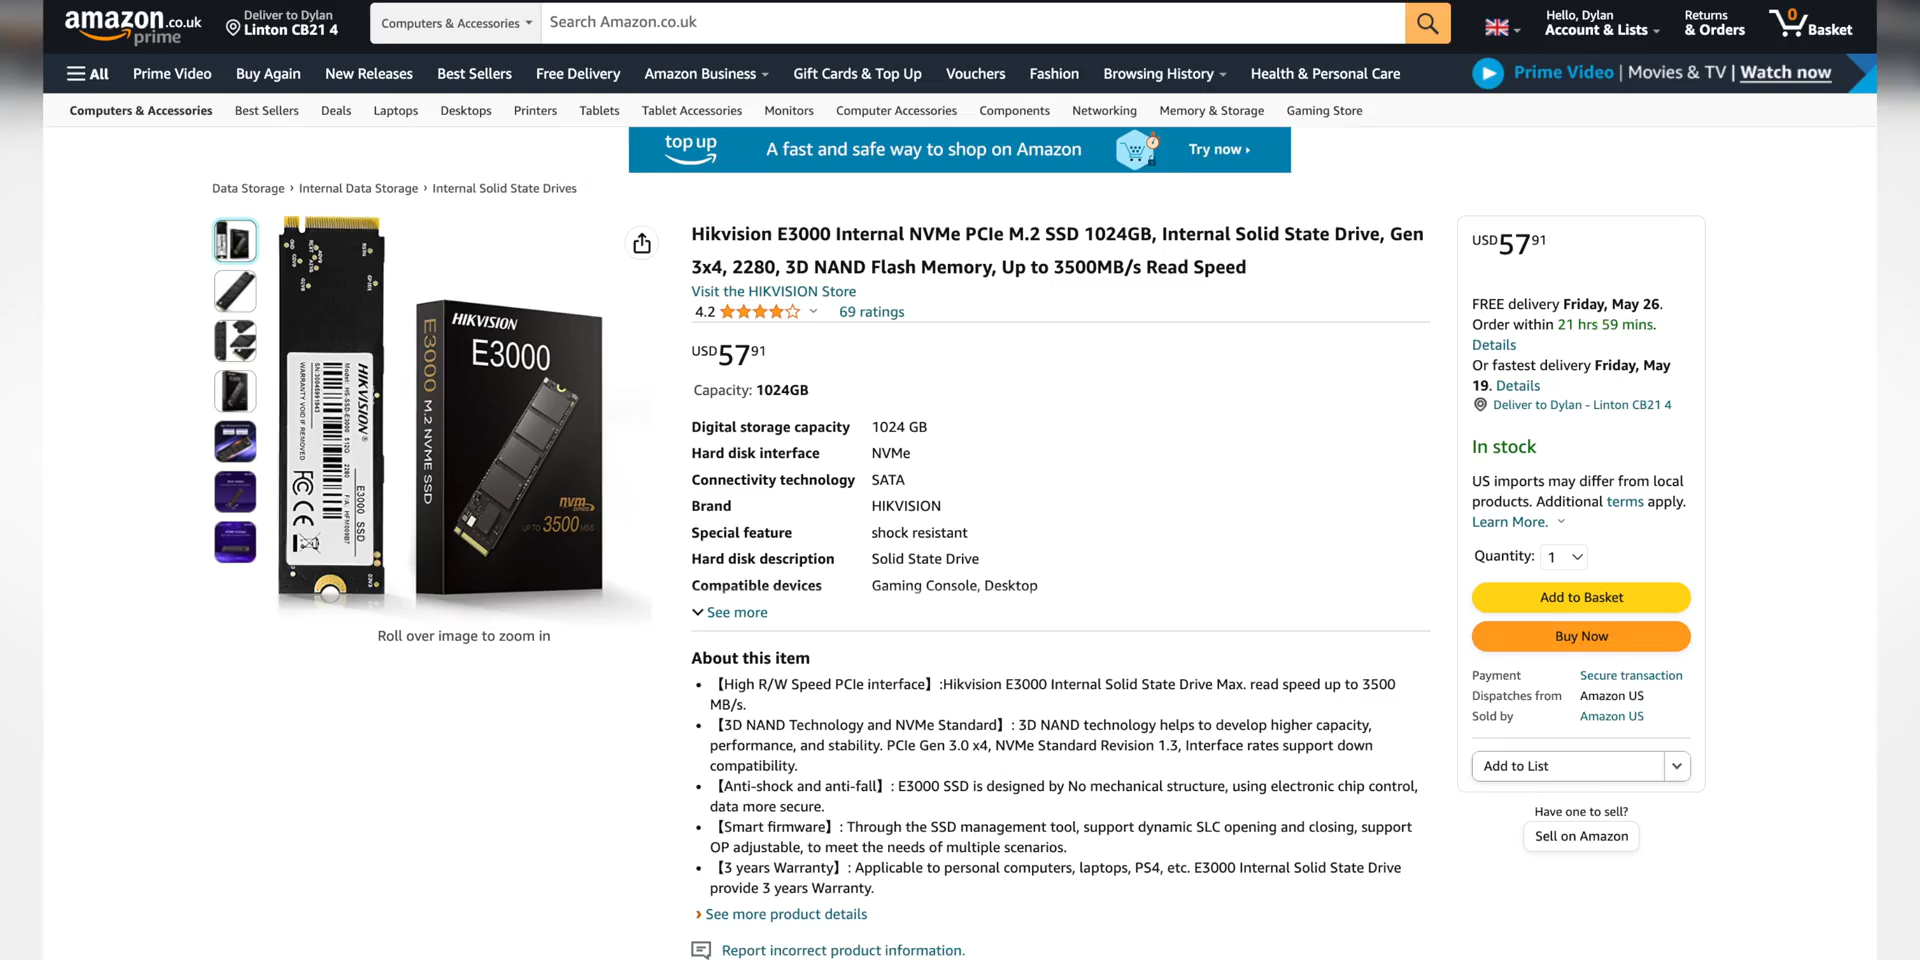 amazon.co.uk
prime
Deliver to Dylan
Linton CB21 4
Computers & Accessories
Search Amazon.co.uk
Hello, Dylan
Account & Lists
Returns
& Orders
0
Basket
All
Prime Video
Buy Again
New Releases
Best Sellers
Free Delivery
Amazon Business
Gift Cards & Top Up
Vouchers
Fashion
Browsing History
Health & Personal Care
Prime Video | Movies & TV | Watch now
Computers & Accessories
Best Sellers
Deals
Laptops
Desktops
Printers
Tablets
Tablet Accessories
Monitors
Computer Accessories
Components
Networking
Memory & Storage
Gaming Store
top up
A fast and safe way to shop on Amazon
Try now ›
Data Storage › Internal Data Storage › Internal Solid State Drives
HIKVISION
E3000
E3000 M.2 NVME SSD
nvm
EXPRESS
UP TO 3500 MB/S
HIKVISION®
E3000 SSD
WARRANTY VOID IF REMOVED
FC CE
Roll over image to zoom in
Hikvision E3000 Internal NVMe PCIe M.2 SSD 1024GB, Internal Solid State Drive, Gen
3x4, 2280, 3D NAND Flash Memory, Up to 3500MB/s Read Speed
Visit the HIKVISION Store
4.2
69 ratings
USD5791
Capacity: 1024GB
Digital storage capacity 1024 GB
Hard disk interface NVMe
Connectivity technology SATA
Brand HIKVISION
Special feature shock resistant
Hard disk description Solid State Drive
Compatible devices Gaming Console, Desktop
See more
About this item
• 【High R/W Speed PCIe interface】:Hikvision E3000 Internal Solid State Drive Max. read speed up to 3500
MB/s.
• 【3D NAND Technology and NVMe Standard】: 3D NAND technology helps to develop higher capacity,
performance, and stability. PCIe Gen 3.0 x4, NVMe Standard Revision 1.3, Interface rates support down
compatibility.
• 【Anti-shock and anti-fall】: E3000 SSD is designed by No mechanical structure, using electronic chip control,
data more secure.
• 【Smart firmware】: Through the SSD management tool, support dynamic SLC opening and closing, support
OP adjustable, to meet the needs of multiple scenarios.
• 【3 years Warranty】: Applicable to personal computers, laptops, PS4, etc. E3000 Internal Solid State Drive
provide 3 years Warranty.
› See more product details
Report incorrect product information.
USD5791
FREE delivery Friday, May 26.
Order within 21 hrs 59 mins.
Details
Or fastest delivery Friday, May
19. Details
Deliver to Dylan - Linton CB21 4
In stock
US imports may differ from local
products. Additional terms apply.
Learn More.
Quantity: 1
Add to Basket
Buy Now
Payment Secure transaction
Dispatches from Amazon US
Sold by Amazon US
Add to List
Have one to sell?
Sell on Amazon